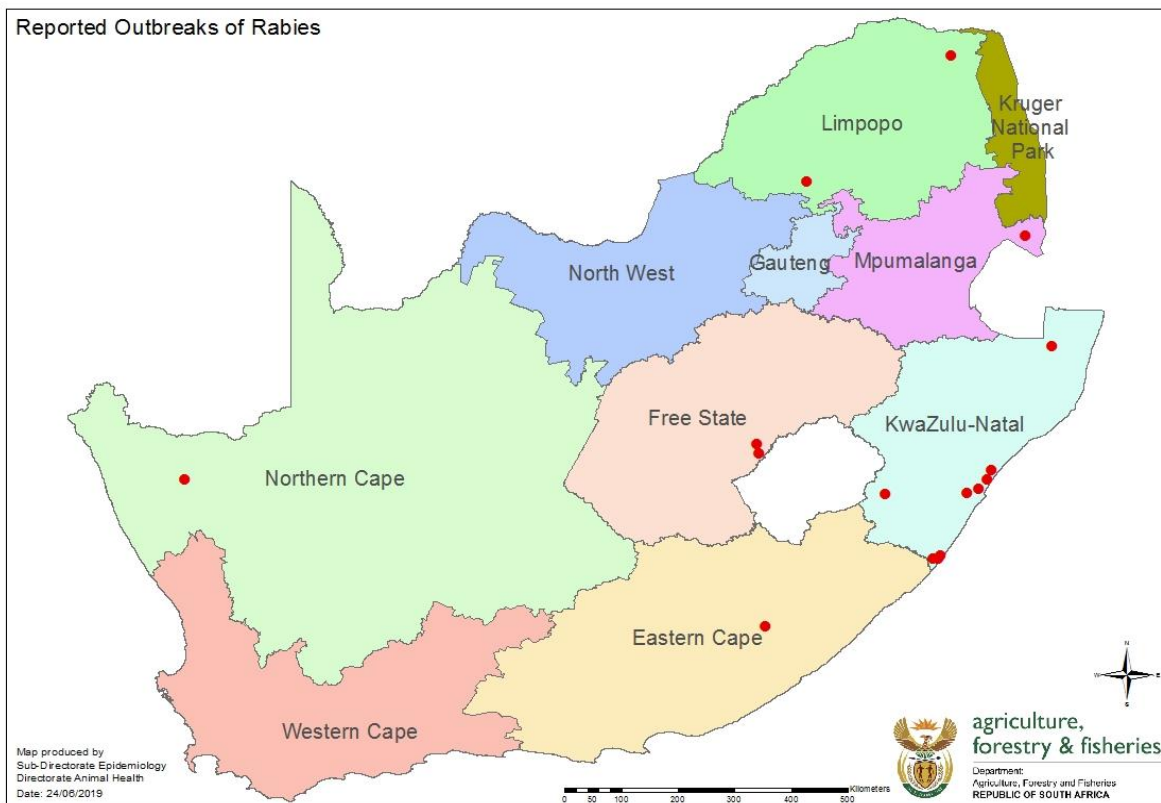 Reported Outbreaks of Rabies
Limpopo
Kruger
National
Park
North West
Gauteng
Mpumalanga
Free State
KwaZulu-Natal
Northern Cape
Eastern Cape
Western Cape
N
W
E
S
Map produced by
Sub-Directorate Epidemiology
Directorate Animal Health
Date: 24/06/2019
Kilometers
0 50 100 200 300 400 500
agriculture,
forestry & fisheries
Department:
Agriculture, Forestry and Fisheries
REPUBLIC OF SOUTH AFRICA